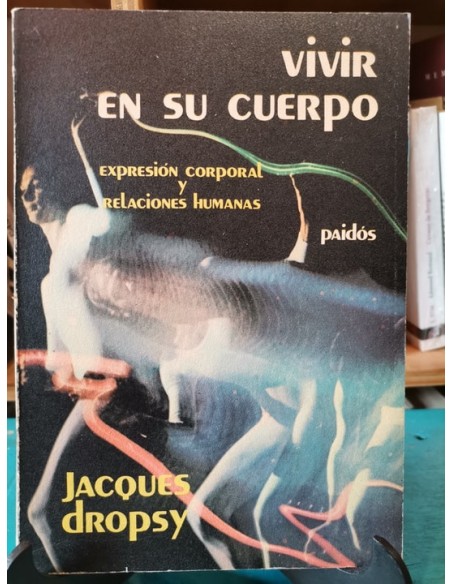 vivir
en su cuerpo
expresión corporal
y
relaciones humanas
paidós
Jacques
dropsy